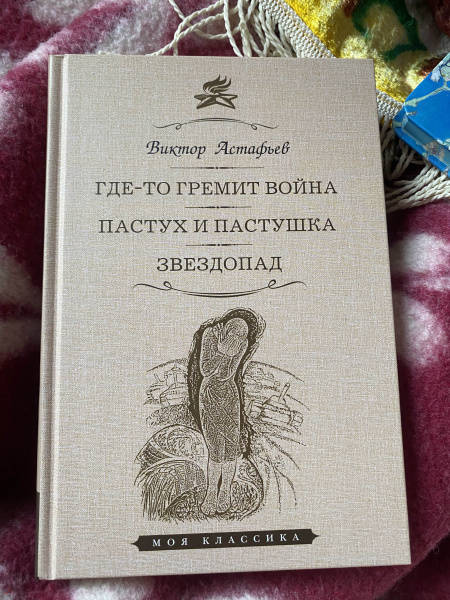 Виктор Астафьев
ГДЕ-ТО ГРЕМИТ ВОЙНА
ПАСТУХ И ПАСТУШКА
ЗВЕЗДОПАД
МОЯ КЛАССИКА